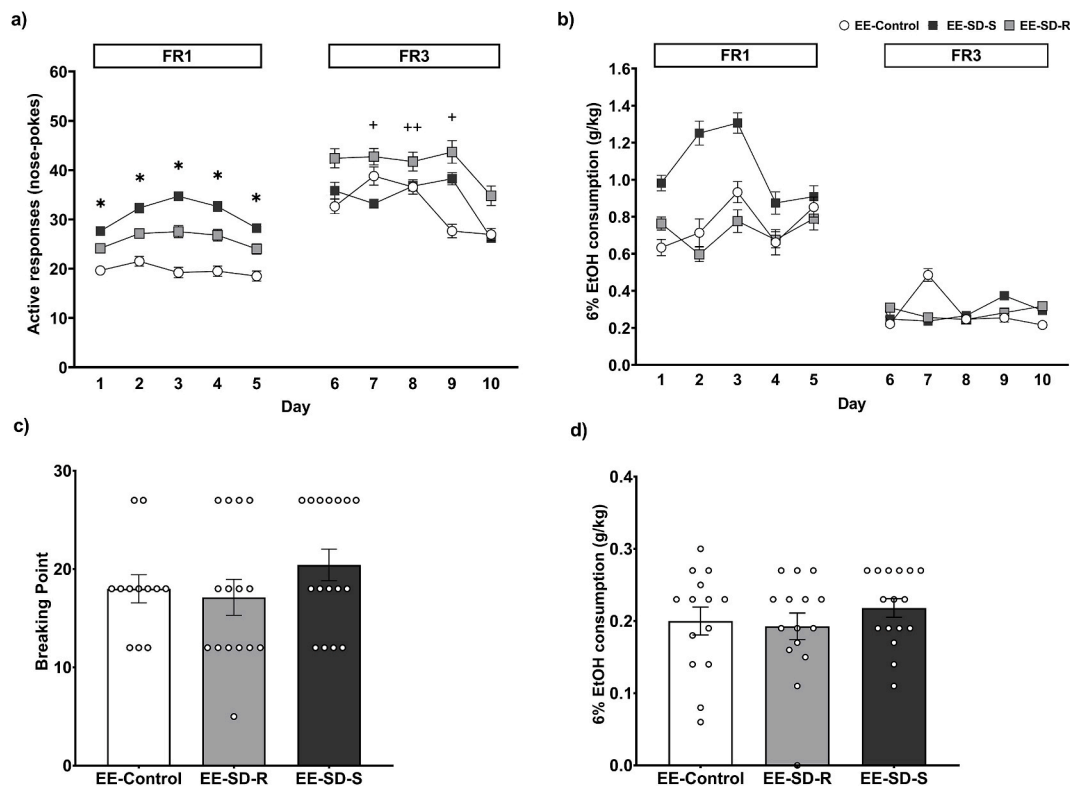 a)
FR1
FR3
Active responses (nose-pokes)
60
50
40
30
20
10
0
* * * * *
+ ++ +
1 2 3 4 5 6 7 8 9 10
Day
b)
EE-Control EE-SD-S EE-SD-R
FR1
FR3
6% EtOH consumption (g/kg)
1.6
1.4
1.2
1.0
0.8
0.6
0.4
0.2
0.0
1 2 3 4 5 6 7 8 9 10
Day
c)
Breaking Point
30
20
10
0
EE-Control EE-SD-R EE-SD-S
d)
6% EtOH consumption (g/kg)
0.4
0.3
0.2
0.1
0.0
EE-Control EE-SD-R EE-SD-S